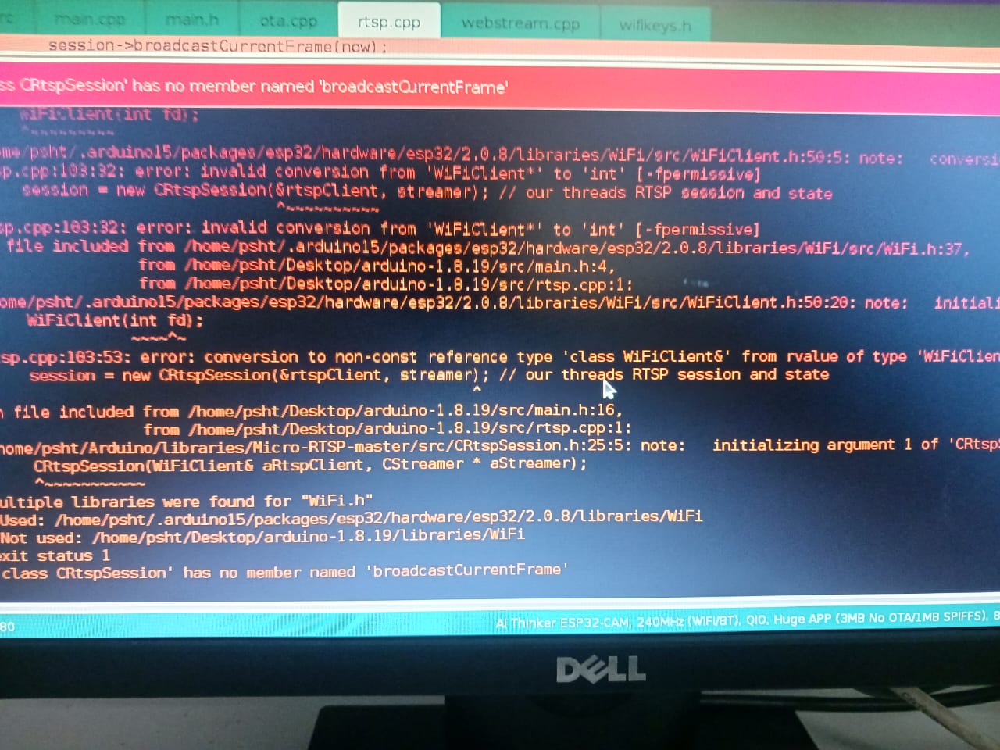 rc main.cpp main.h ota.cpp rtsp.cpp webstream.cpp wifikeys.h
session->broadcastCurrentFrame(now);
ss CRtspSession' has no member named 'broadcastCurrentFrame'
WiFiClient(int fd);
^~~~~~~~~~
me/psht/.arduino15/packages/esp32/hardware/esp32/2.0.8/libraries/WiFi/src/WiFiClient.h:50:5: note:   conversi
sp.cpp:103:32: error: invalid conversion from 'WiFiClient*' to 'int' [-fpermissive]
session = new CRtspSession(&rtspClient, streamer); // our threads RTSP session and state
^~~~~~~~~~~
sp.cpp:103:32: error: invalid conversion from 'WiFiClient*' to 'int' [-fpermissive]
file included from /home/psht/.arduino15/packages/esp32/hardware/esp32/2.0.8/libraries/WiFi/src/WiFi.h:37,
from /home/psht/Desktop/arduino-1.8.19/src/main.h:4,
from /home/psht/Desktop/arduino-1.8.19/src/rtsp.cpp:1:
ome/psht/.arduino15/packages/esp32/hardware/esp32/2.0.8/libraries/WiFi/src/WiFiClient.h:50:20: note:   initiali
WiFiClient(int fd);
~~~~^~
sp.cpp:103:53: error: conversion to non-const reference type 'class WiFiClient&' from rvalue of type 'WiFiClien
session = new CRtspSession(&rtspClient, streamer); // our threads RTSP session and state
^
n file included from /home/psht/Desktop/arduino-1.8.19/src/main.h:16,
from /home/psht/Desktop/arduino-1.8.19/src/rtsp.cpp:1:
home/psht/Arduino/libraries/Micro-RTSP-master/src/CRtspSession.h:25:5: note:   initializing argument 1 of 'CRtspS
CRtspSession(WiFiClient& aRtspClient, CStreamer * aStreamer);
^~~~~~~~~~~~
ultiple libraries were found for "WiFi.h"
Used: /home/psht/.arduino15/packages/esp32/hardware/esp32/2.0.8/libraries/WiFi
Not used: /home/psht/Desktop/arduino-1.8.19/libraries/WiFi
exit status 1
class CRtspSession' has no member named 'broadcastCurrentFrame'
80 AI Thinker ESP32-CAM, 240MHz (WiFi/BT), QIO, Huge APP (3MB No OTA/1MB SPIFFS), 8
DELL